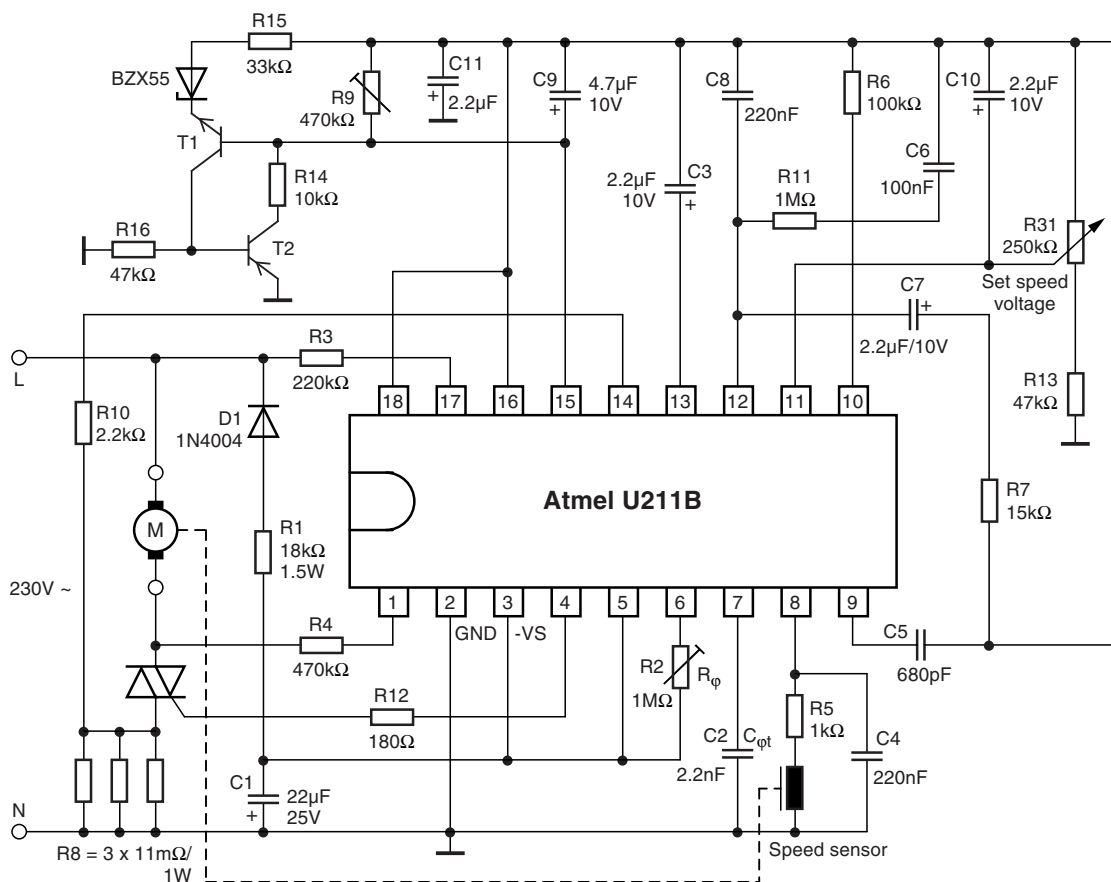 R15
33kΩ
BZX55
T1
R9
470kΩ
C11
2.2μF
C9
4.7μF
10V
C8
220nF
R6
100kΩ
C10
2.2μF
10V
R14
10kΩ
C6
100nF
R11
1MΩ
2.2μF
10V
C3
R16
47kΩ
T2
R31
250kΩ
Set speed
voltage
C7
2.2μF/10V
L
R3
220kΩ
R10
2.2kΩ
D1
1N4004
R13
47kΩ
18 17 16 15 14 13 12 11 10
Atmel U211B
M
R1
18kΩ
1.5W
R7
15kΩ
230V ~
1 2 3 4 5 6 7 8 9
GND
-VS
R4
470kΩ
C5
680pF
R2
1MΩ
Rφ
R12
180Ω
R5
1kΩ
C2
2.2nF
Cφt
C4
220nF
C1
22μF
25V
N
R8 = 3 x 11mΩ/
1W
Speed sensor